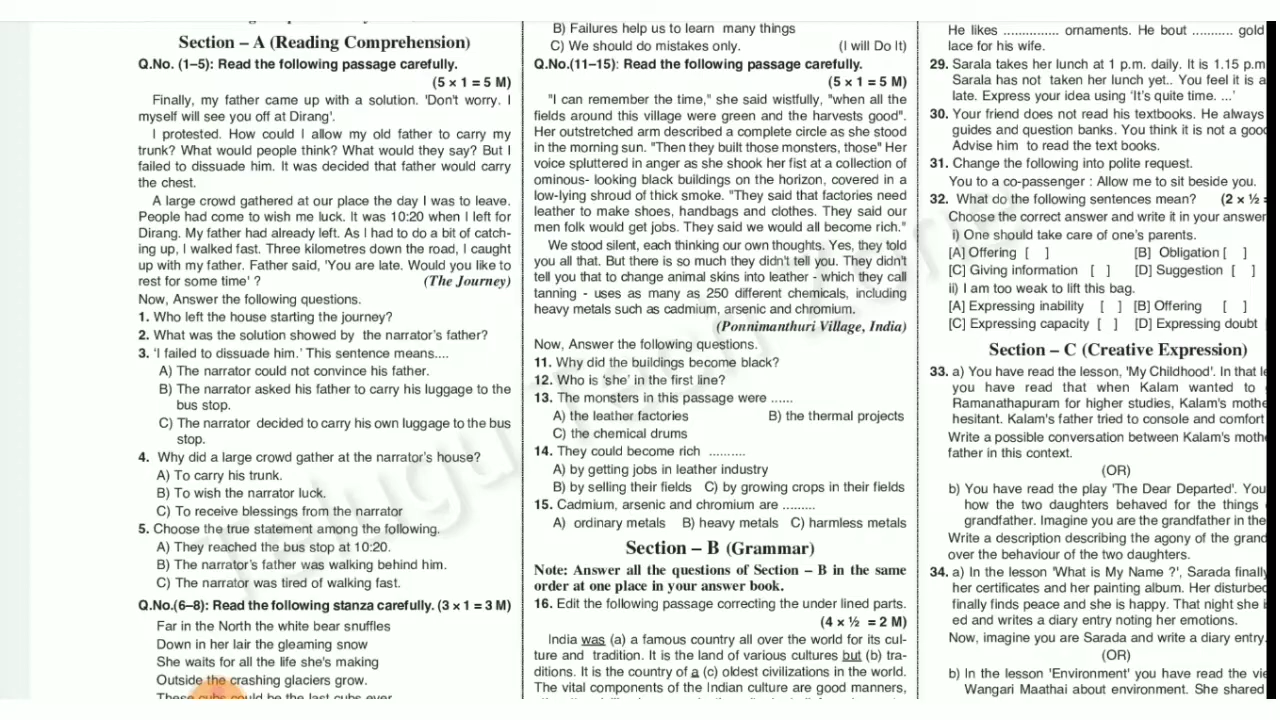 Section – A (Reading Comprehension)
Q.No. (1–5): Read the following passage carefully.
(5 × 1 = 5 M)
Finally, my father came up with a solution. 'Don't worry. I
myself will see you off at Dirang'.
I protested. How could I allow my old father to carry my
trunk? What would people think? What would they say? But I
failed to dissuade him. It was decided that father would carry
the chest.
A large crowd gathered at our place the day I was to leave.
People had come to wish me luck. It was 10:20 when I left for
Dirang. My father had already left. As I had to do a bit of catch-
ing up, I walked fast. Three kilometres down the road, I caught
up with my father. Father said, 'You are late. Would you like to
rest for some time' ? (The Journey)
Now, Answer the following questions.
1. Who left the house starting the journey?
2. What was the solution showed by the narrator's father?
3. 'I failed to dissuade him.' This sentence means....
A) The narrator could not convince his father.
B) The narrator asked his father to carry his luggage to the
bus stop.
C) The narrator decided to carry his own luggage to the bus
stop.
4. Why did a large crowd gather at the narrator's house?
A) To carry his trunk.
B) To wish the narrator luck.
C) To receive blessings from the narrator
5. Choose the true statement among the following.
A) They reached the bus stop at 10:20.
B) The narrator's father was walking behind him.
C) The narrator was tired of walking fast.
Q.No.(6–8): Read the following stanza carefully. (3 × 1 = 3 M)
Far in the North the white bear snuffles
Down in her lair the gleaming snow
She waits for all the life she's making
Outside the crashing glaciers grow.
These cubs could be the last cubs ever
B) Failures help us to learn many things
C) We should do mistakes only. (I will Do It)
Q.No.(11–15): Read the following passage carefully.
(5 × 1 = 5 M)
"I can remember the time," she said wistfully, "when all the
fields around this village were green and the harvests good".
Her outstretched arm described a complete circle as she stood
in the morning sun. "Then they built those monsters, those" Her
voice spluttered in anger as she shook her fist at a collection of
ominous- looking black buildings on the horizon, covered in a
low-lying shroud of thick smoke. "They said that factories need
leather to make shoes, handbags and clothes. They said our
men folk would get jobs. They said we would all become rich."
We stood silent, each thinking our own thoughts. Yes, they told
you all that. But there is so much they didn't tell you. They didn't
tell you that to change animal skins into leather - which they call
tanning - uses as many as 250 different chemicals, including
heavy metals such as cadmium, arsenic and chromium.
(Ponnimanthuri Village, India)
Now, Answer the following questions.
11. Why did the buildings become black?
12. Who is 'she' in the first line?
13. The monsters in this passage were ......
A) the leather factories B) the thermal projects
C) the chemical drums
14. They could become rich ..........
A) by getting jobs in leather industry
B) by selling their fields C) by growing crops in their fields
15. Cadmium, arsenic and chromium are .........
A) ordinary metals B) heavy metals C) harmless metals
Section – B (Grammar)
Note: Answer all the questions of Section – B in the same
order at one place in your answer book.
16. Edit the following passage correcting the under lined parts.
(4 × ½ = 2 M)
India was (a) a famous country all over the world for its cul-
ture and tradition. It is the land of various cultures but (b) tra-
ditions. It is the country of a (c) oldest civilizations in the world.
The vital components of the Indian culture are good manners,
He likes ............... ornaments. He bout .......... gold
lace for his wife.
29. Sarala takes her lunch at 1 p.m. daily. It is 1.15 p.m
Sarala has not taken her lunch yet.. You feel it is a
late. Express your idea using 'It's quite time. ...'
30. Your friend does not read his textbooks. He always
guides and question banks. You think it is not a good
Advise him to read the text books.
31. Change the following into polite request.
You to a co-passenger : Allow me to sit beside you.
32. What do the following sentences mean? (2 × ½ =
Choose the correct answer and write it in your answer
i) One should take care of one's parents.
[A] Offering [ ] [B] Obligation [ ]
[C] Giving information [ ] [D] Suggestion [ ]
ii) I am too weak to lift this bag.
[A] Expressing inability [ ] [B] Offering [ ]
[C] Expressing capacity [ ] [D] Expressing doubt [
Section – C (Creative Expression)
33. a) You have read the lesson, 'My Childhood'. In that le
you have read that when Kalam wanted to
Ramanathapuram for higher studies, Kalam's mothe
hesitant. Kalam's father tried to console and comfort
Write a possible conversation between Kalam's moth
father in this context.
(OR)
b) You have read the play 'The Dear Departed'. You
how the two daughters behaved for the things
grandfather. Imagine you are the grandfather in the
Write a description describing the agony of the grand
over the behaviour of the two daughters.
34. a) In the lesson 'What is My Name ?', Sarada finally
her certificates and her painting album. Her disturbed
finally finds peace and she is happy. That night she i
ed and writes a diary entry noting her emotions.
Now, imagine you are Sarada and write a diary entry.
(OR)
b) In the lesson 'Environment' you have read the vie
Wangari Maathai about environment. She shared